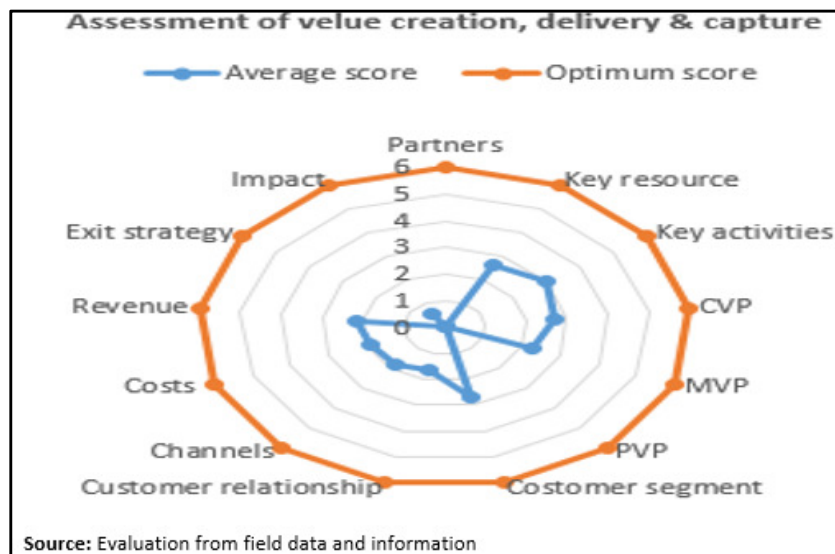 Assessment of velue creation, delivery & capture
Average score
Optimum score
Partners
6
Impact
Key resource
5
Exit strategy
4
Key activities
3
2
Revenue
1
CVP
0
Costs
MVP
Channels
PVP
Customer relationship
Costomer segment
Source: Evaluation from field data and information